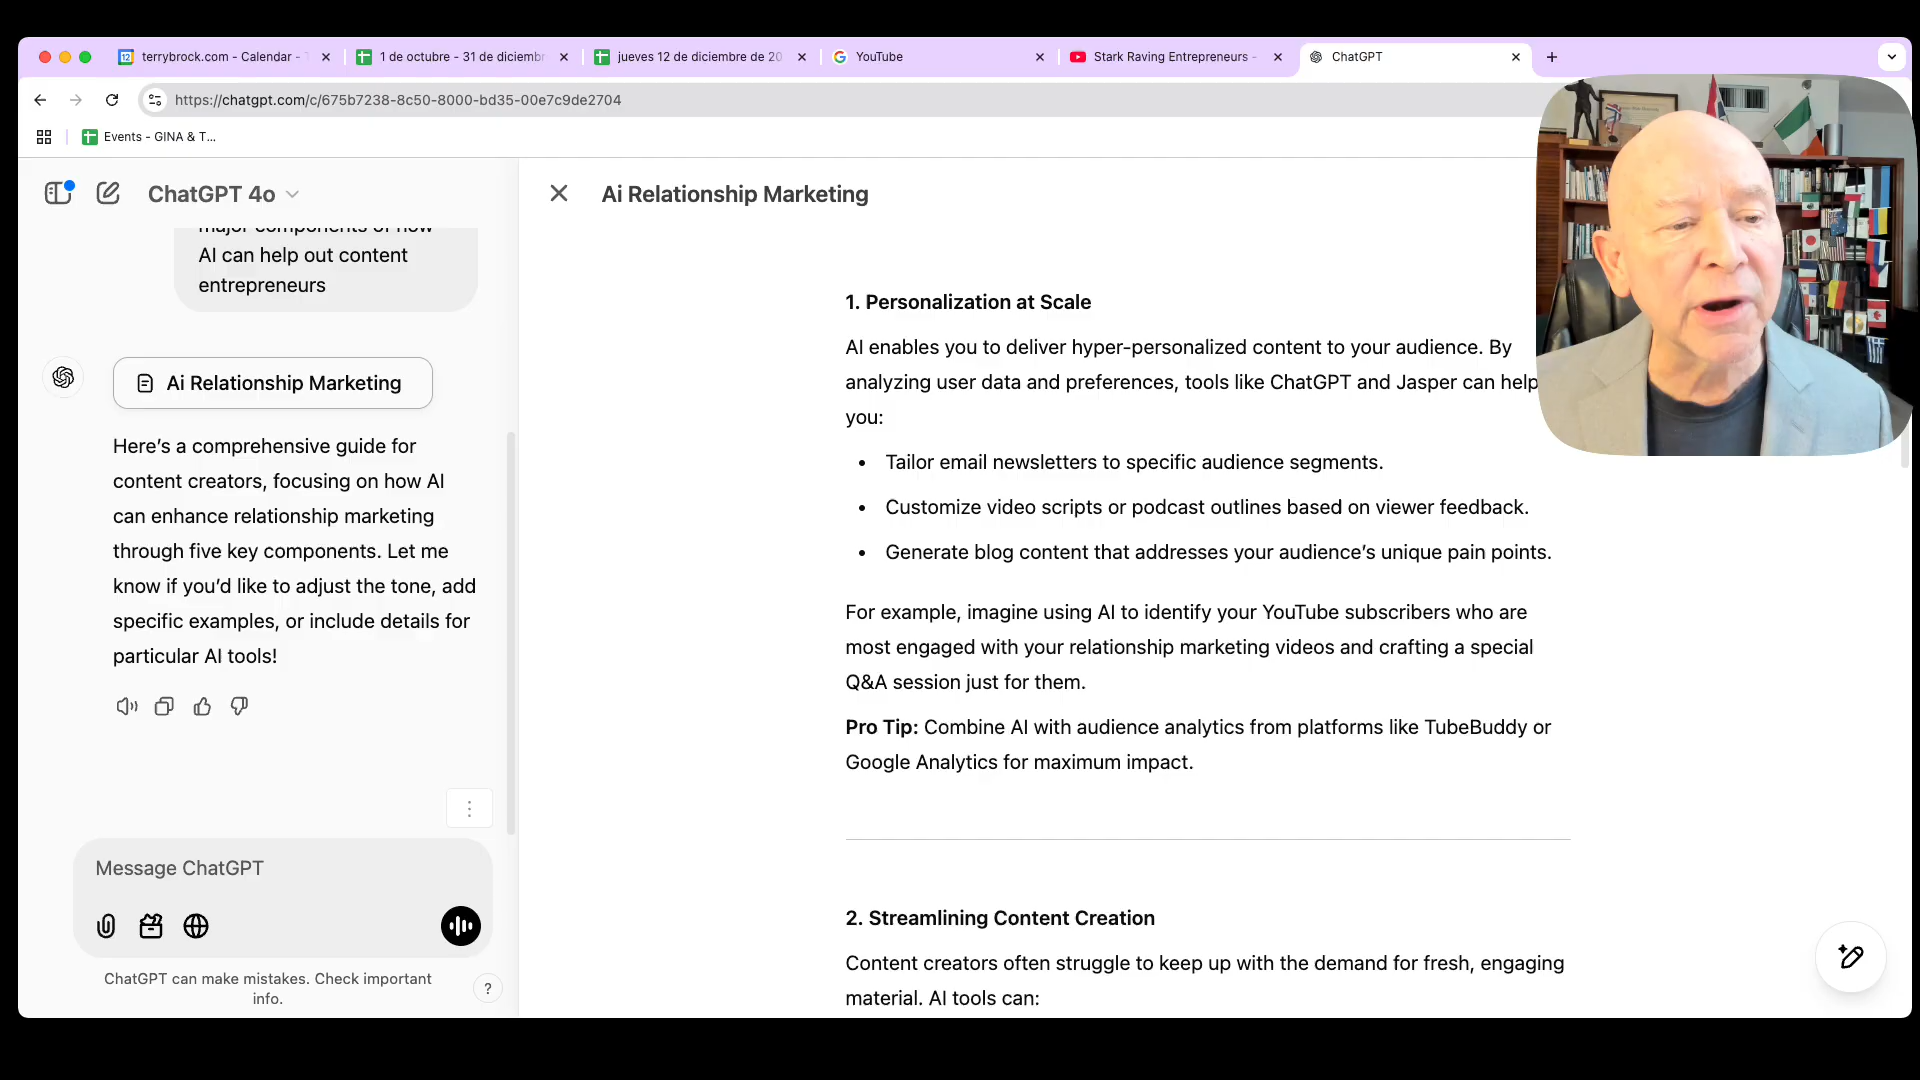 terrybrock.com - Calendar -
1 de octubre - 31 de diciembr
jueves 12 de diciembre de 20
YouTube
Stark Raving Entrepreneurs -
ChatGPT
https://chatgpt.com/c/675b7238-8c50-8000-bd35-00e7c9de2704
Events - GINA & T...
ChatGPT 4o
major components of how
AI can help out content
entrepreneurs
Ai Relationship Marketing
Here's a comprehensive guide for
content creators, focusing on how AI
can enhance relationship marketing
through five key components. Let me
know if you'd like to adjust the tone, add
specific examples, or include details for
particular AI tools!
Message ChatGPT
ChatGPT can make mistakes. Check important
info.
?
Ai Relationship Marketing
1. Personalization at Scale
AI enables you to deliver hyper-personalized content to your audience. By
analyzing user data and preferences, tools like ChatGPT and Jasper can help
you:
• Tailor email newsletters to specific audience segments.
• Customize video scripts or podcast outlines based on viewer feedback.
• Generate blog content that addresses your audience's unique pain points.
For example, imagine using AI to identify your YouTube subscribers who are
most engaged with your relationship marketing videos and crafting a special
Q&A session just for them.
Pro Tip: Combine AI with audience analytics from platforms like TubeBuddy or
Google Analytics for maximum impact.
2. Streamlining Content Creation
Content creators often struggle to keep up with the demand for fresh, engaging
material. AI tools can: